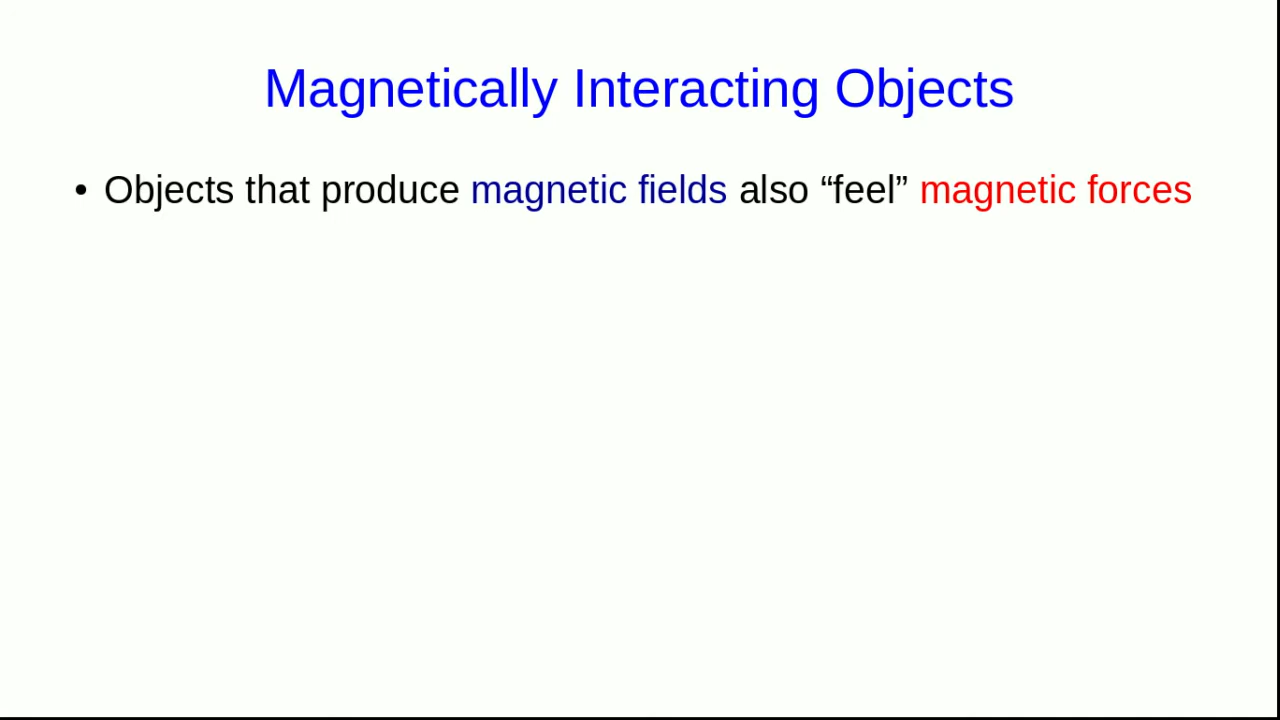 Magnetically Interacting Objects
• Objects that produce magnetic fields also “feel” magnetic forces